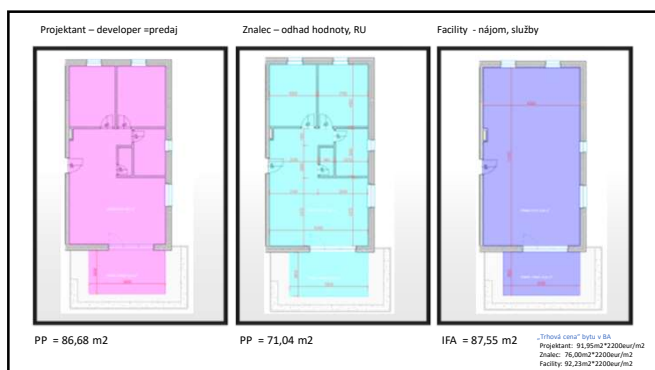 Projektant – developer =predaj
Znalec – odhad hodnoty, RU
Facility - nájom, služby
PP = 86,68 m2
PP = 71,04 m2
IFA = 87,55 m2
„Trhová cena" bytu v BA
Projektant: 91,95m2*2200eur/m2
Znalec: 76,00m2*2200eur/m2
Facility: 92,23m2*2200eur/m2